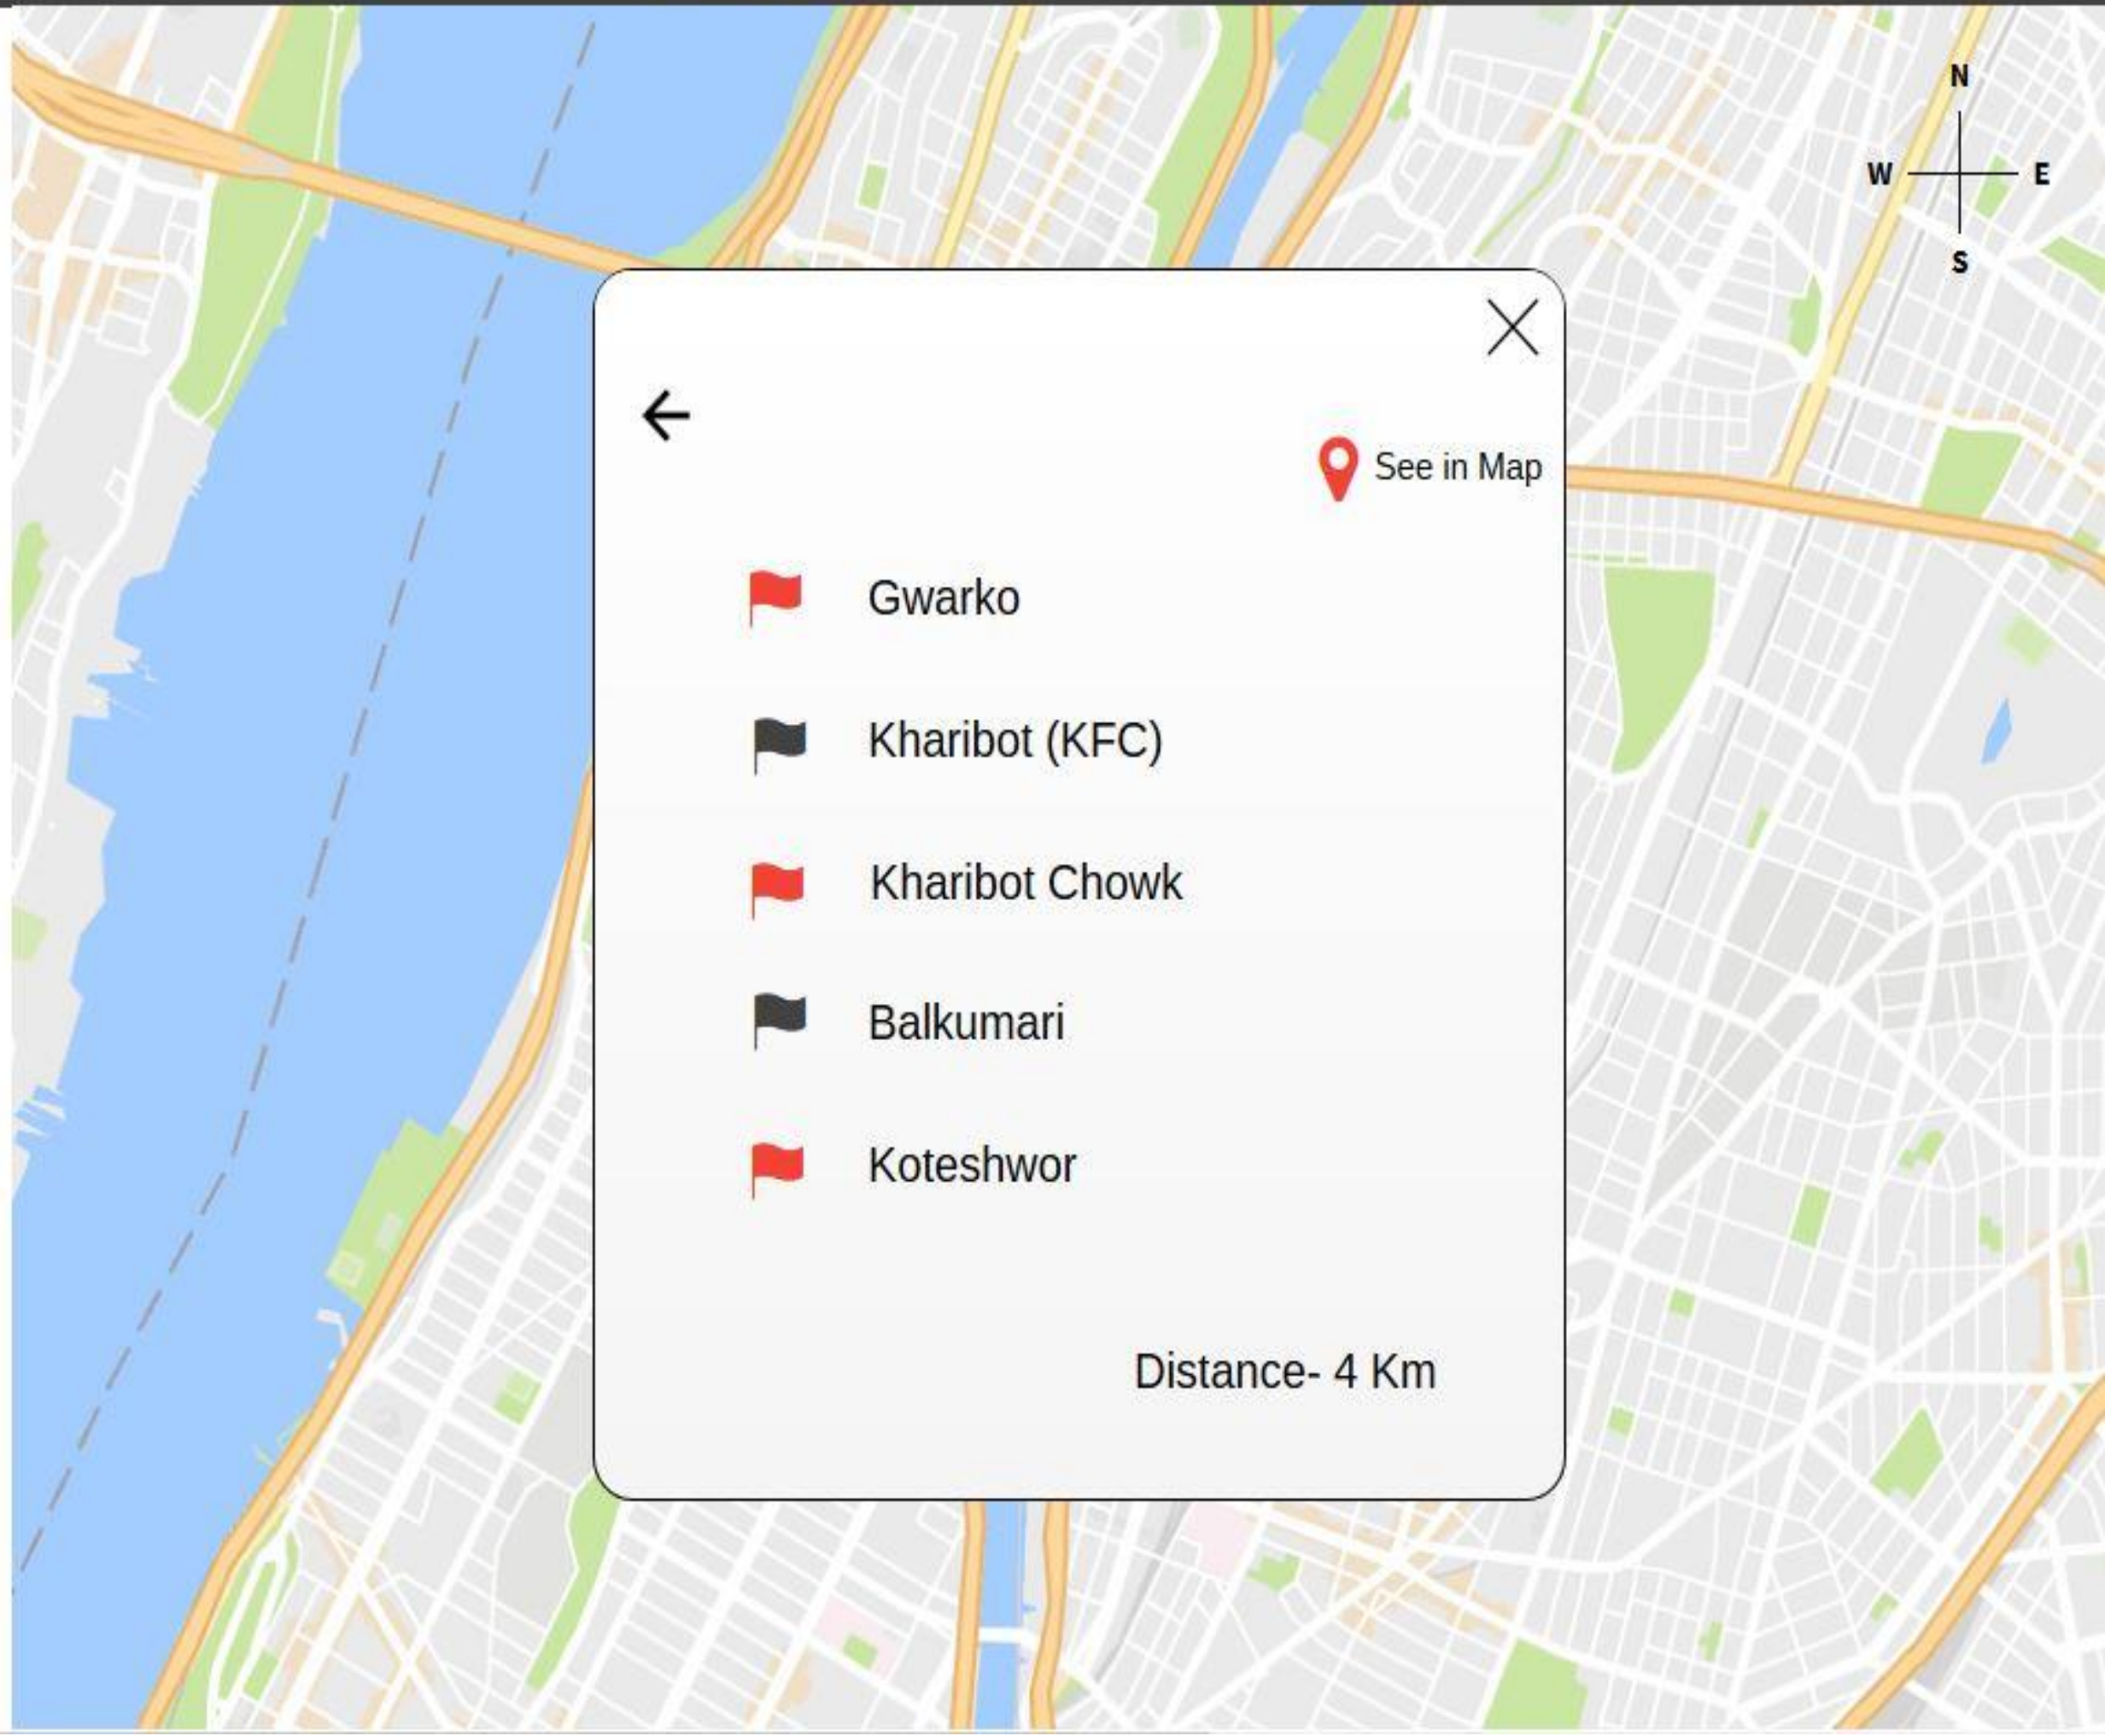 N
W E
S
See in Map
Gwarko
Kharibot (KFC)
Kharibot Chowk
Balkumari
Koteshwor
Distance- 4 Km